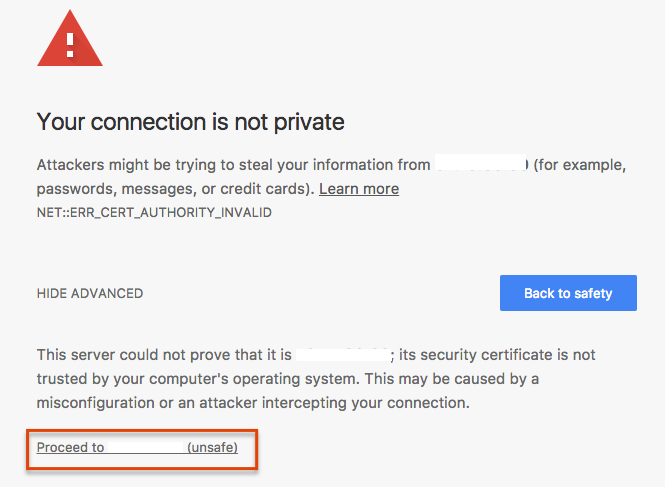 Your connection is not private
Attackers might be trying to steal your information from (for example,
passwords, messages, or credit cards). Learn more
NET::ERR_CERT_AUTHORITY_INVALID
HIDE ADVANCED
Back to safety
This server could not prove that it is ; its security certificate is not
trusted by your computer's operating system. This may be caused by a
misconfiguration or an attacker intercepting your connection.
Proceed to (unsafe)